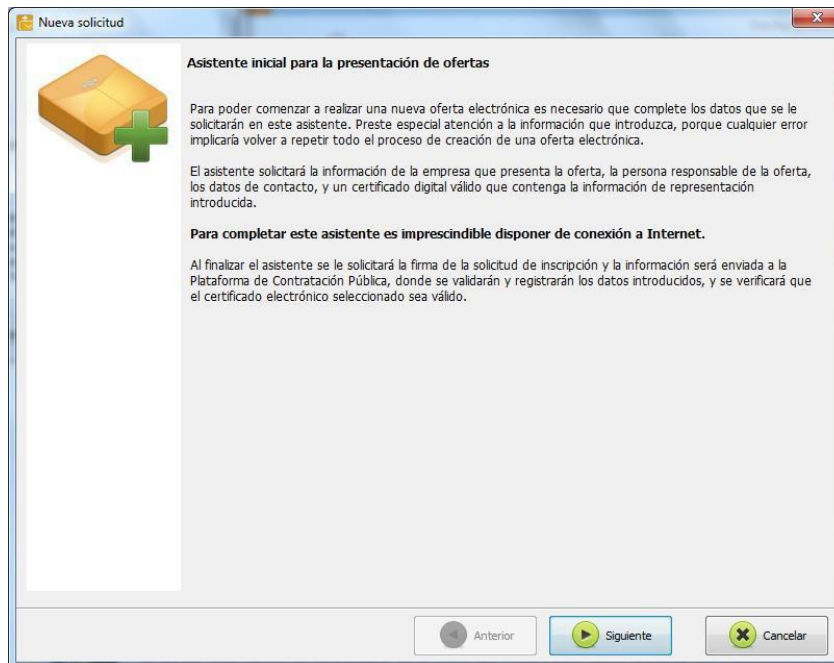 Nueva solicitud
Asistente inicial para la presentación de ofertas
Para poder comenzar a realizar una nueva oferta electrónica es necesario que complete los datos que se le
solicitarán en este asistente. Preste especial atención a la información que introduzca, porque cualquier error
implicaría volver a repetir todo el proceso de creación de una oferta electrónica.
El asistente solicitará la información de la empresa que presenta la oferta, la persona responsable de la oferta,
los datos de contacto, y un certificado digital válido que contenga la información de representación
introducida.
Para completar este asistente es imprescindible disponer de conexión a Internet.
Al finalizar el asistente se le solicitará la firma de la solicitud de inscripción y la información será enviada a la
Plataforma de Contratación Pública, donde se validarán y registrarán los datos introducidos, y se verificará que
el certificado electrónico seleccionado sea válido.
Anterior
Siguiente
Cancelar